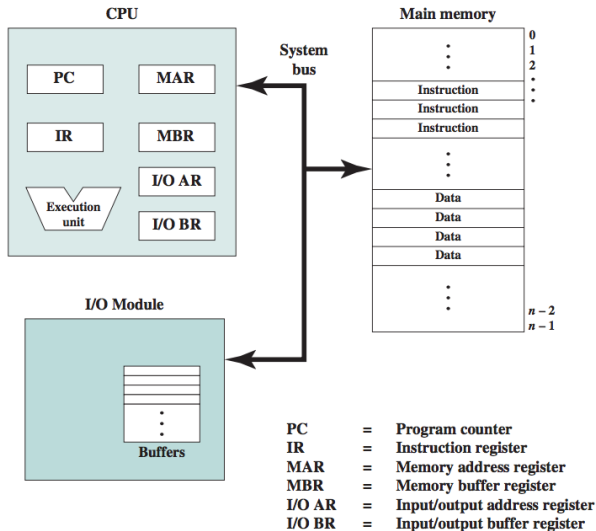 CPU
PC
MAR
IR
MBR
Execution
unit
I/O AR
I/O BR
System
bus
Main memory
0
1
2
Instruction
Instruction
Instruction
Data
Data
Data
Data
n – 2
n – 1
I/O Module
Buffers
PC = Program counter
IR = Instruction register
MAR = Memory address register
MBR = Memory buffer register
I/O AR = Input/output address register
I/O BR = Input/output buffer register